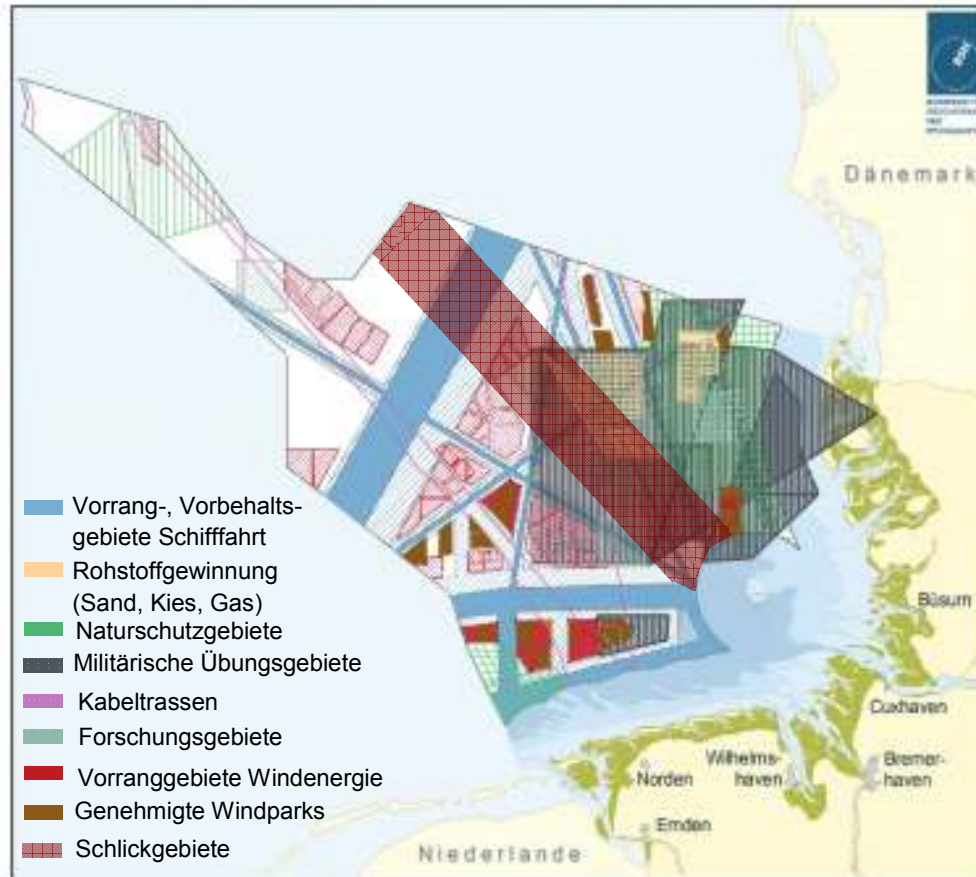 BSH
Dänemark
Vorrang-, Vorbehalts-
gebiete Schifffahrt
Rohstoffgewinnung
(Sand, Kies, Gas)
Naturschutzgebiete
Militärische Übungsgebiete
Kabeltrassen
Forschungsgebiete
Vorranggebiete Windenergie
Genehmigte Windparks
Schlickgebiete
Büsum
Cuxhaven
Wilhelms-
haven
Bremer-
haven
Norden
Emden
Niederlande